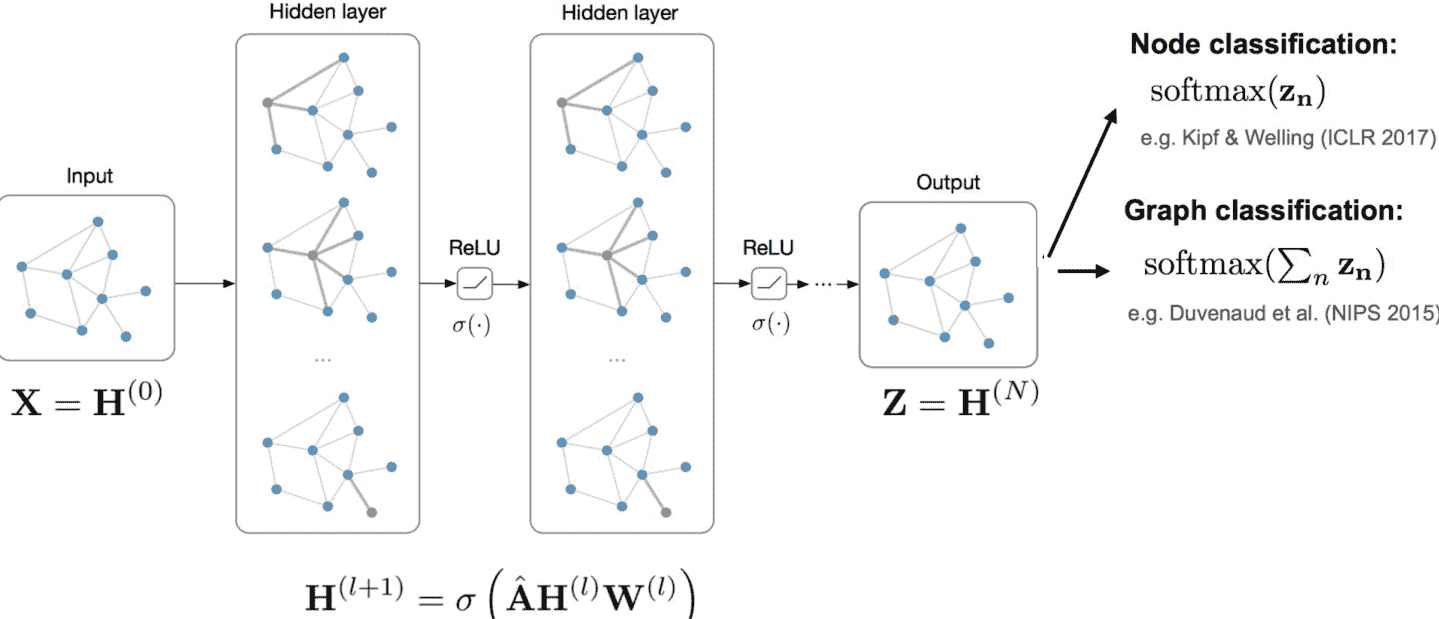 Hidden layer
Hidden layer
Node classification:
softmax(zₙ)
e.g. Kipf & Welling (ICLR 2017)
Input
Output
Graph classification:
ReLU
ReLU
softmax(∑ₙ zₙ)
...
σ(·)
σ(·)
e.g. Duvenaud et al. (NIPS 2015)
...
...
X = H⁽⁰⁾
Z = H⁽ᴺ⁾
H⁽ˡ⁺¹⁾ = σ(ÂH⁽ˡ⁾W⁽ˡ⁾)